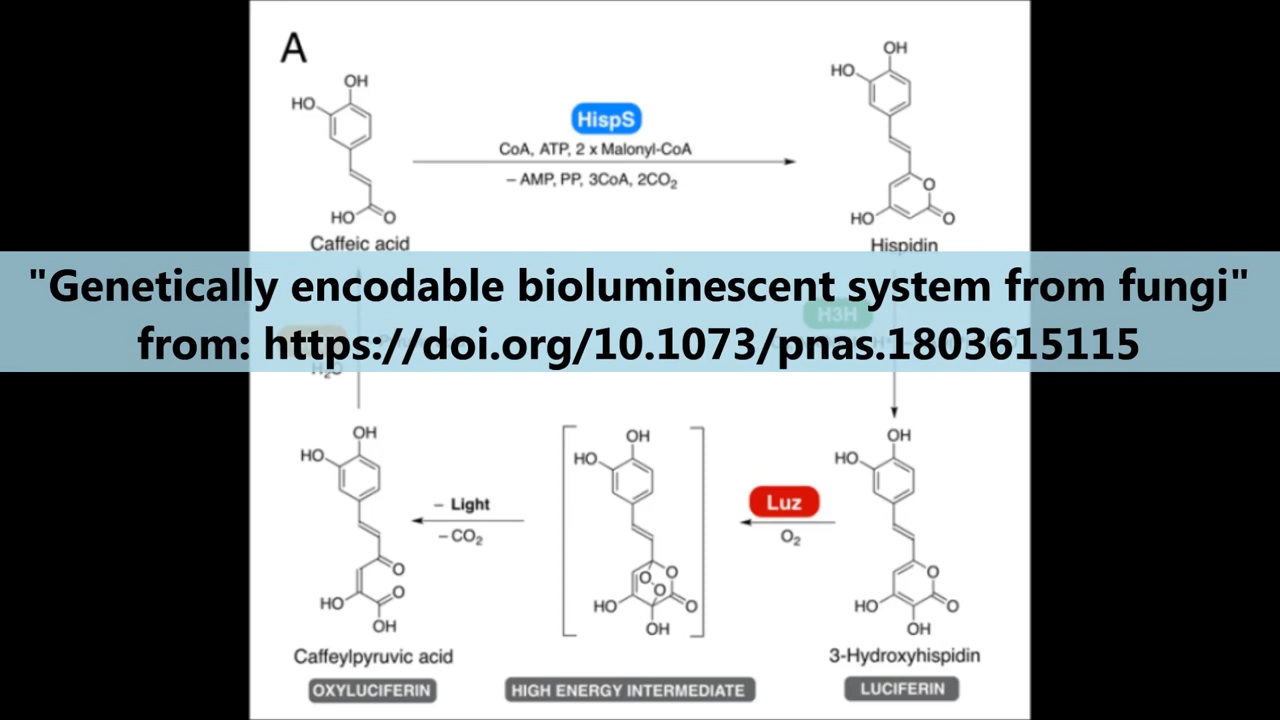 A
OH
HO
HispS
CoA, ATP, 2 x Malonyl-CoA
– AMP, PP, 3CoA, 2CO₂
HO
O
Caffeic acid
OH
HO
O
HO
O
Hispidin
"Genetically encodable bioluminescent system from fungi"
from: https://doi.org/10.1073/pnas.1803615115
H3H
H₂O
OH
HO
O
HO
O
OH
Caffeylpyruvic acid
OXYLUCIFERIN
– Light
– CO₂
OH
HO
O
O
O
HO
O
OH
HIGH ENERGY INTERMEDIATE
Luz
O₂
OH
HO
O
HO
O
OH
3-Hydroxyhispidin
LUCIFERIN